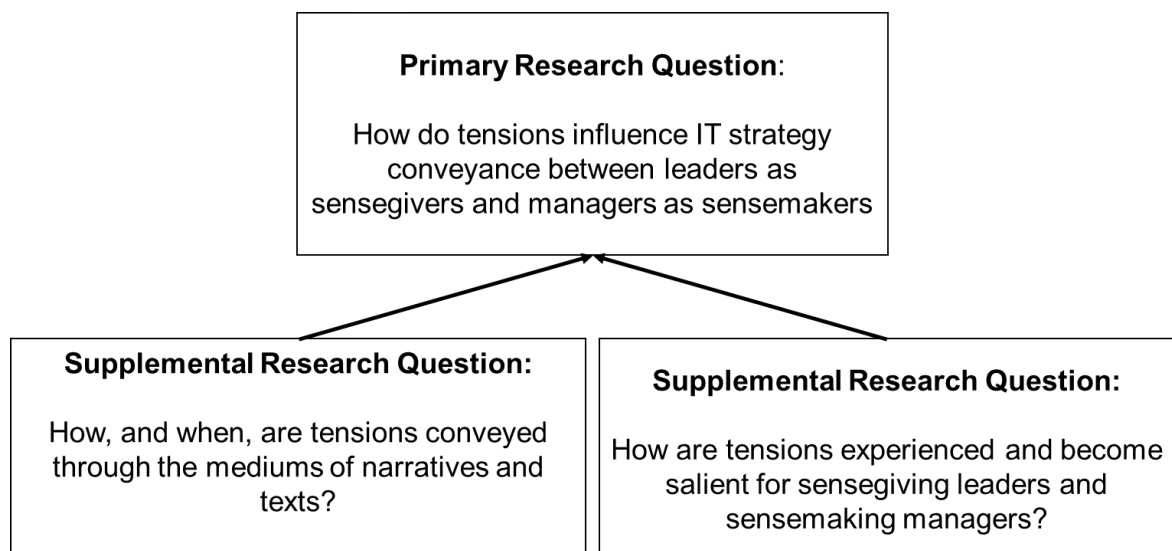 Primary Research Question:
How do tensions influence IT strategy
conveyance between leaders as
sensegivers and managers as sensemakers
Supplemental Research Question:
How, and when, are tensions conveyed
through the mediums of narratives and
texts?
Supplemental Research Question:
How are tensions experienced and become
salient for sensegiving leaders and
sensemaking managers?